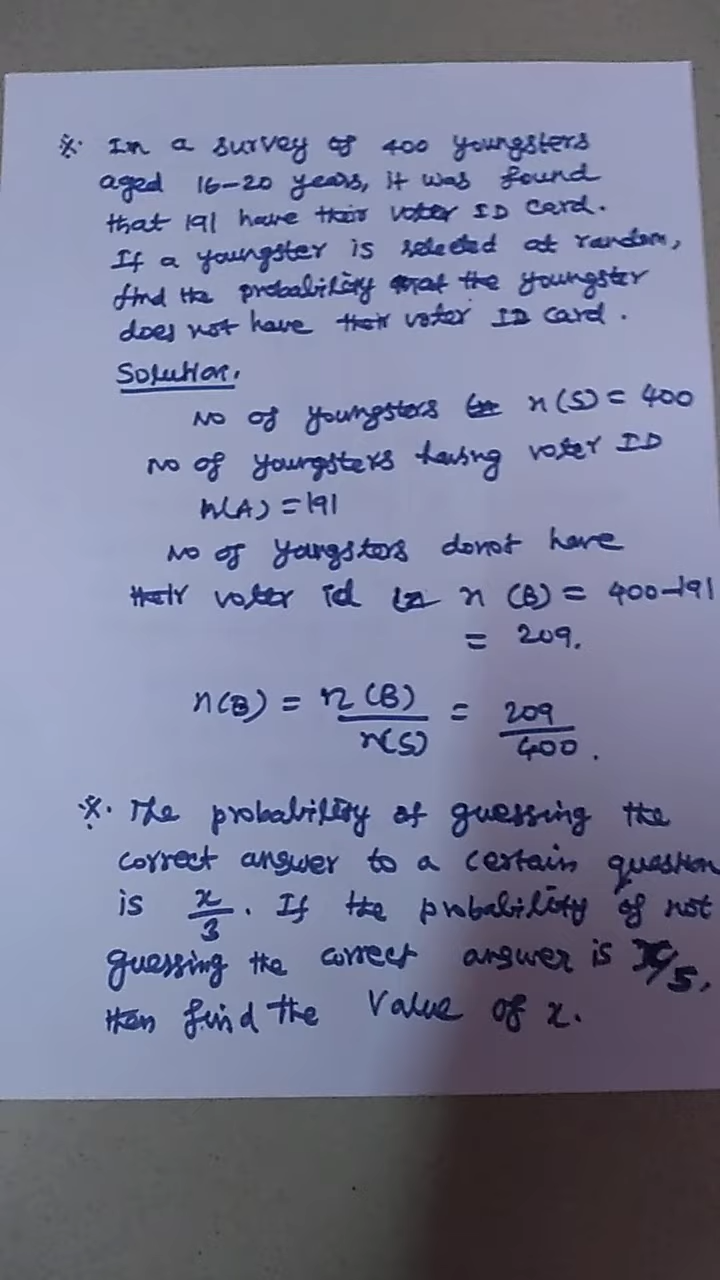 ※. In a survey of 400 youngsters
aged 16-20 years, it was found
that 191 have their voter ID card.
If a youngster is selected at random,
find the probability that the youngster
does not have their voter ID card.
Solution.
No of youngsters n(S) = 400
No of youngsters having voter ID
n(A) = 191
No of youngsters donot have
their voter id n (B) = 400-191
= 209.
n(B) = n(B)/n(S) = 209/400.
※. The probability of guessing the
correct answer to a certain question
is x/3. If the probability of not
guessing the correct answer is x/5,
then find the value of x.